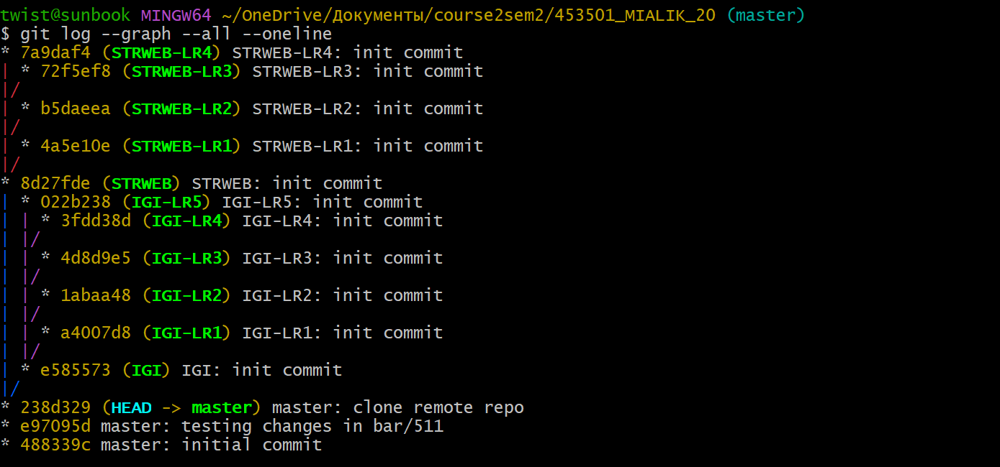 twist@sunbook MINGW64 ~/OneDrive/Документы/course2sem2/453501_MIALIK_20 (master)
$ git log --graph --all --oneline
* 7a9daf4 (STRWEB-LR4) STRWEB-LR4: init commit
| * 72f5ef8 (STRWEB-LR3) STRWEB-LR3: init commit
|/
| * b5daeea (STRWEB-LR2) STRWEB-LR2: init commit
|/
| * 4a5e10e (STRWEB-LR1) STRWEB-LR1: init commit
|/
* 8d27fde (STRWEB) STRWEB: init commit
| * 022b238 (IGI-LR5) IGI-LR5: init commit
| | * 3fdd38d (IGI-LR4) IGI-LR4: init commit
| |/
| | * 4d8d9e5 (IGI-LR3) IGI-LR3: init commit
| |/
| | * 1abaa48 (IGI-LR2) IGI-LR2: init commit
| |/
| | * a4007d8 (IGI-LR1) IGI-LR1: init commit
| |/
| * e585573 (IGI) IGI: init commit
|/
* 238d329 (HEAD -> master) master: clone remote repo
* e97095d master: testing changes in bar/511
* 488339c master: initial commit